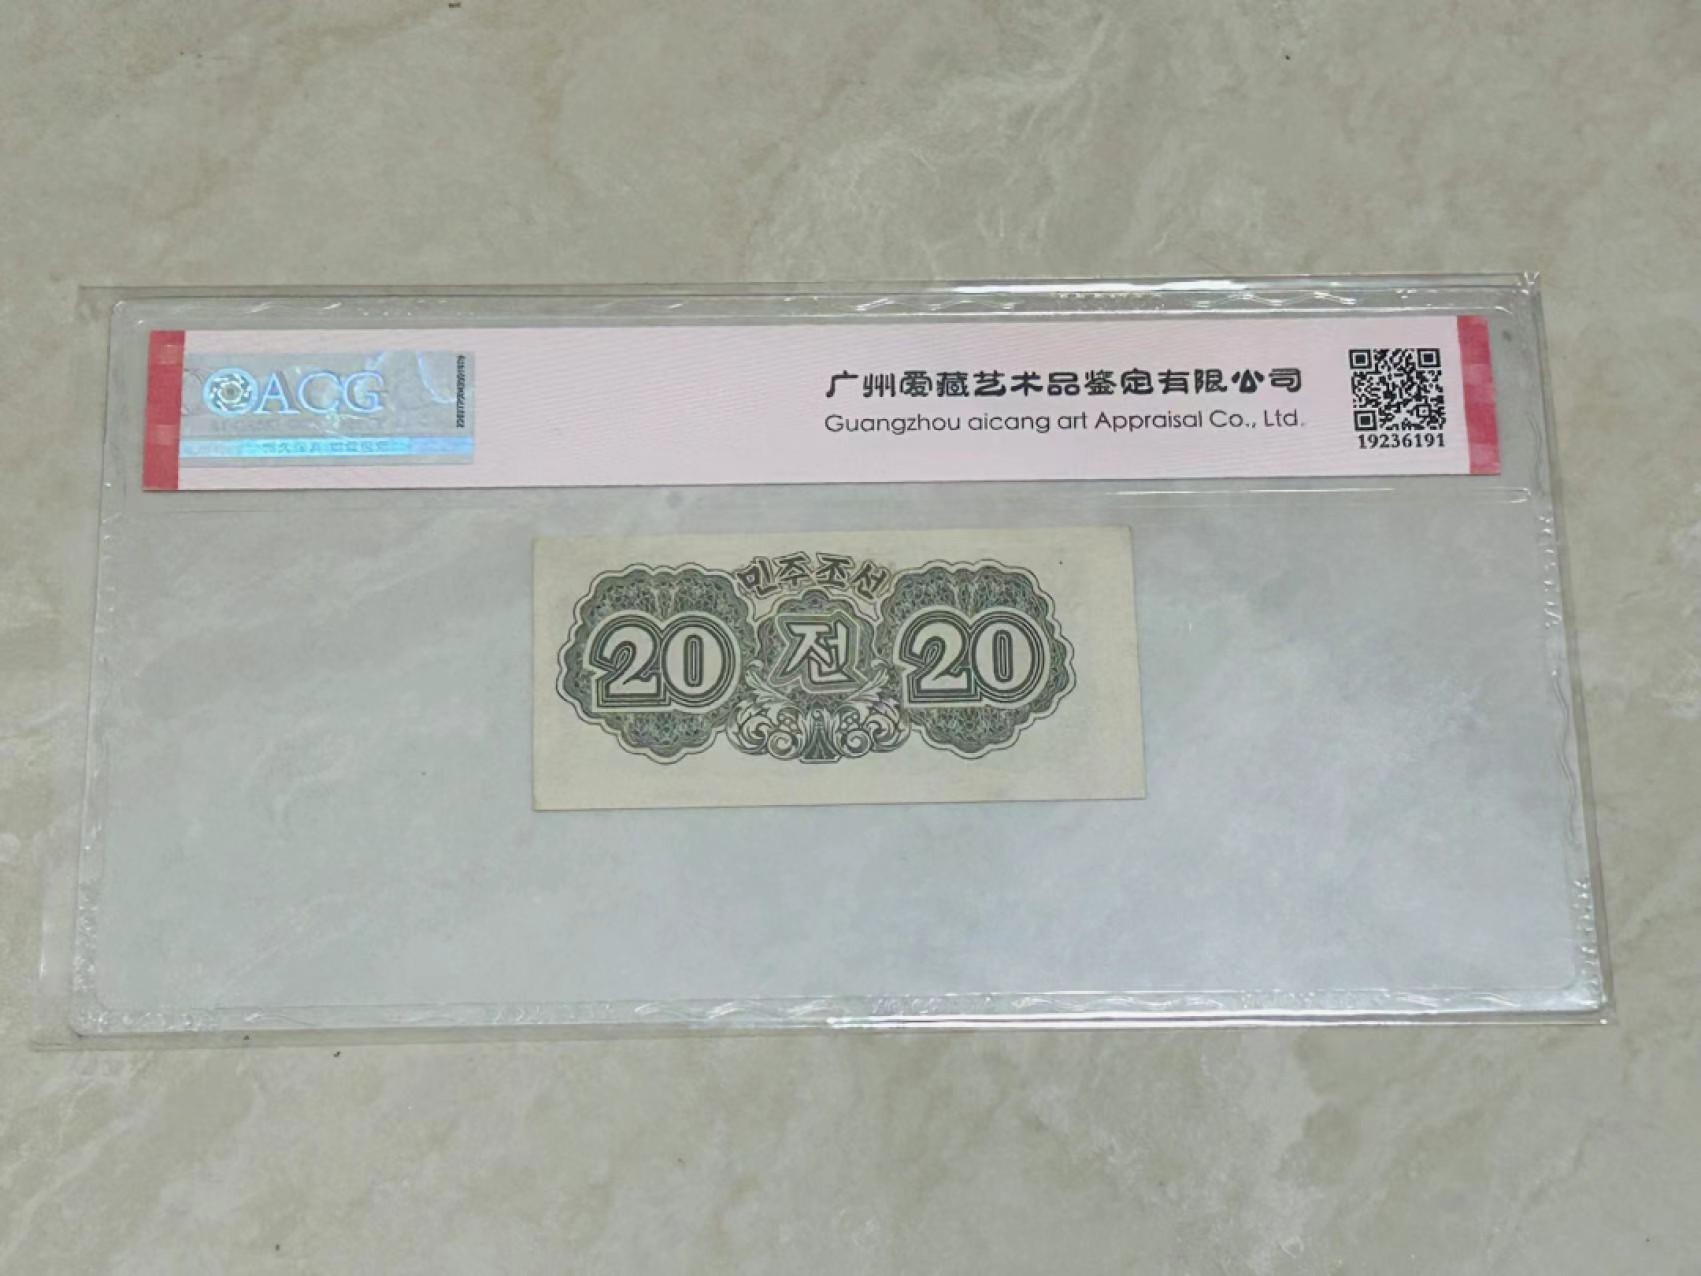 ACG
广州爱藏艺术品鉴定有限公司
Guangzhou aicang art Appraisal Co., Ltd.
19236191
민주조선
20 전 20